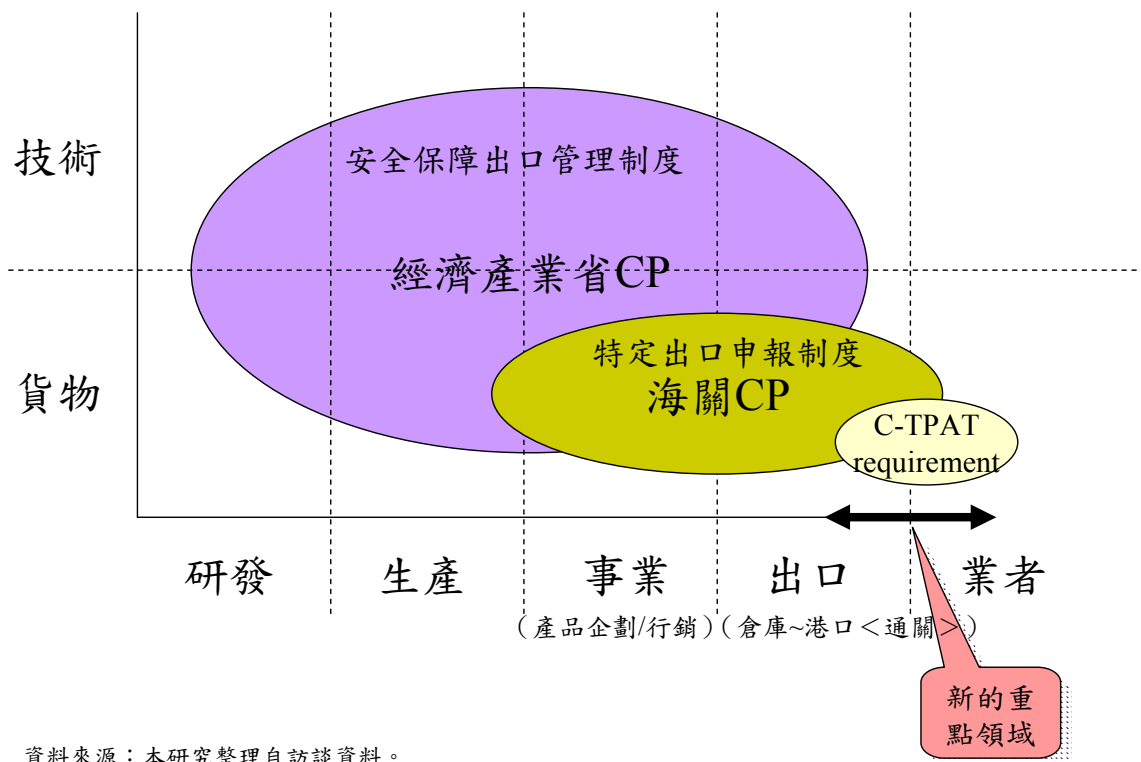 技術
安全保障出口管理制度
經濟產業省CP
貨物
特定出口申報制度
海關CP
C-TPAT
requirement
研發
生產
事業
出口
業者
（產品企劃/行銷）
（倉庫~港口＜通關＞）
新的重
點領域
資料來源：本研究整理自訪談資料。